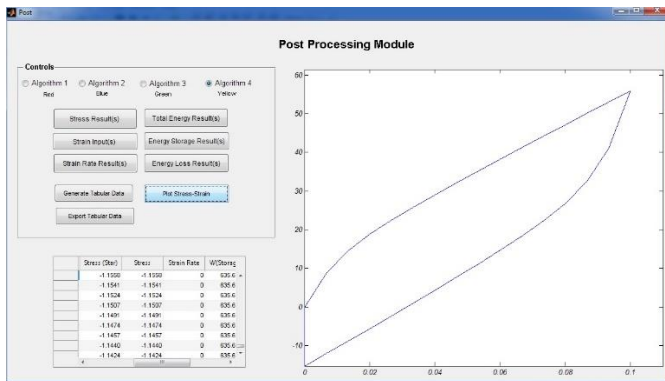 Post
Post Processing Module
Controls
Algorithm 1 Algorithm 2 Algorithm 3 Algorithm 4
Red Blue Green Yellow
Stress Result(s) Total Energy Result(s)
Strain Input(s) Energy Storage Result(s)
Strain Rate Result(s) Energy Loss Result(s)
Generate Tabular Data Plot Stress-Strain
Export Tabular Data
Stress (Star) Stress Strain Rate W(Storag
-1.1558 -1.1558 0 635.6
-1.1541 -1.1541 0 635.6
-1.1524 -1.1524 0 635.6
-1.1507 -1.1507 0 635.6
-1.1491 -1.1491 0 635.6
-1.1474 -1.1474 0 635.6
-1.1457 -1.1457 0 635.6
-1.1440 -1.1440 0 635.6
-1.1424 -1.1424 0 635.6
60
50
40
30
20
10
0
-10
0 0.02 0.04 0.06 0.08 0.1